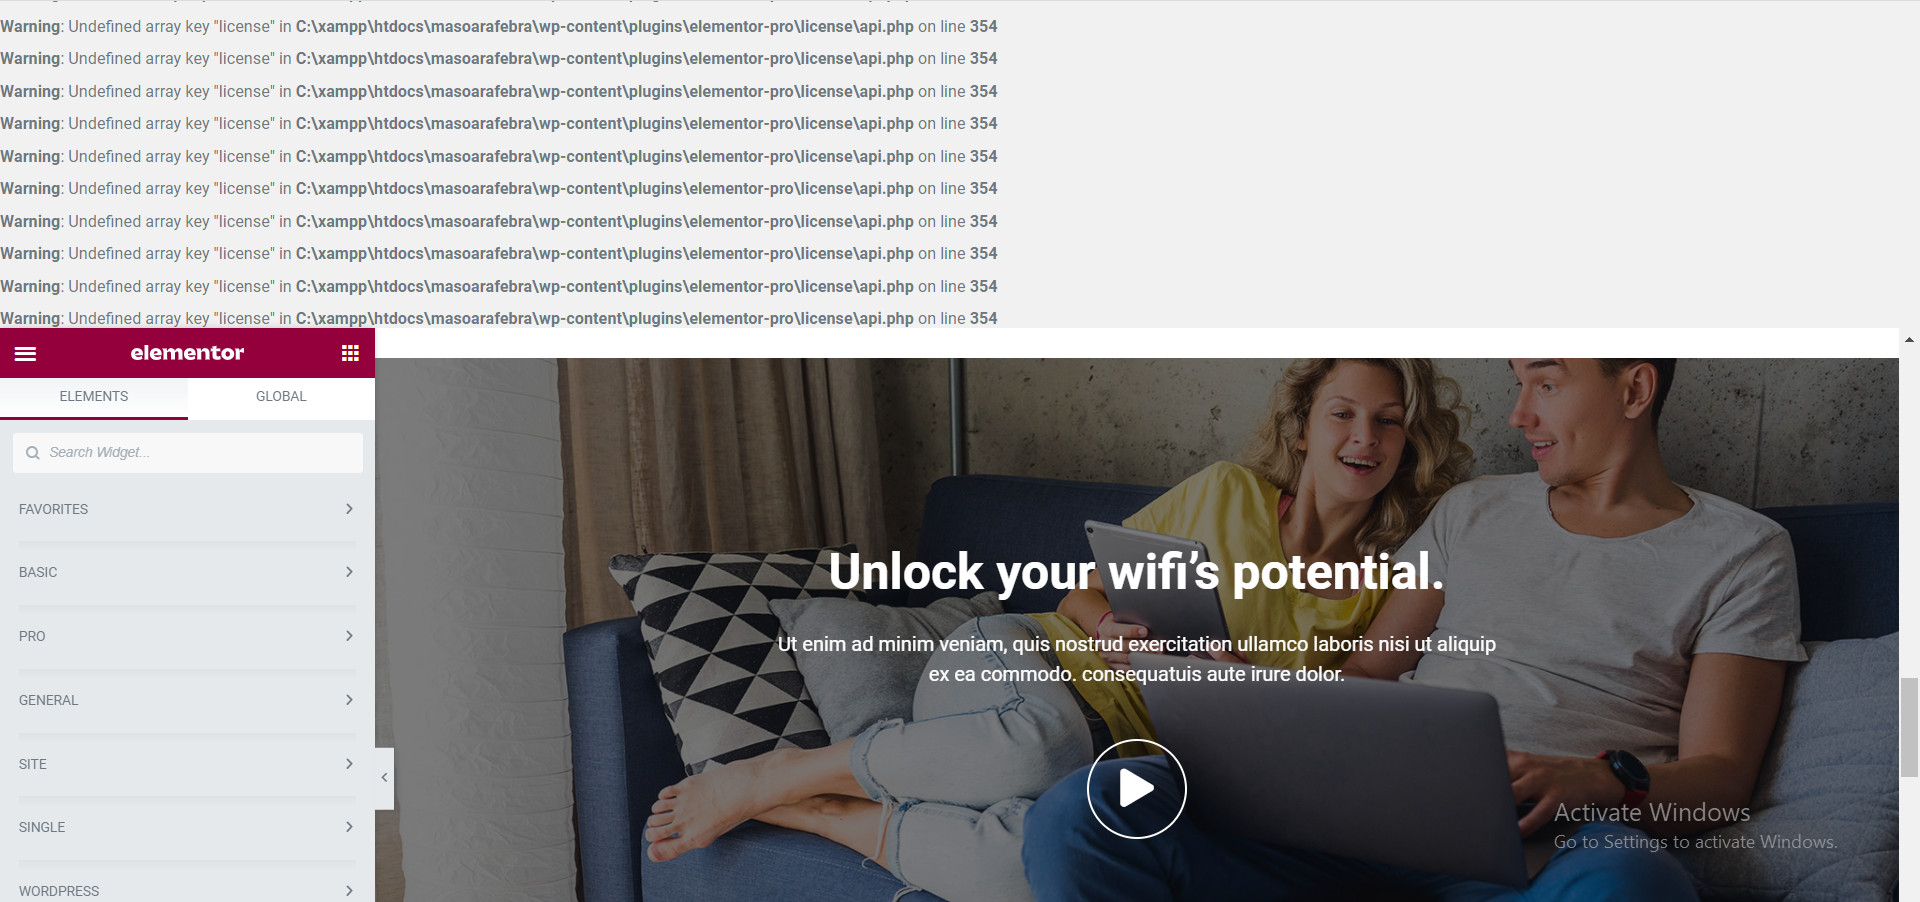 Warning: Undefined array key "license" in C:\xampp\htdocs\masoarafebra\wp-content\plugins\elementor-pro\license\api.php on line 354
Warning: Undefined array key "license" in C:\xampp\htdocs\masoarafebra\wp-content\plugins\elementor-pro\license\api.php on line 354
Warning: Undefined array key "license" in C:\xampp\htdocs\masoarafebra\wp-content\plugins\elementor-pro\license\api.php on line 354
Warning: Undefined array key "license" in C:\xampp\htdocs\masoarafebra\wp-content\plugins\elementor-pro\license\api.php on line 354
Warning: Undefined array key "license" in C:\xampp\htdocs\masoarafebra\wp-content\plugins\elementor-pro\license\api.php on line 354
Warning: Undefined array key "license" in C:\xampp\htdocs\masoarafebra\wp-content\plugins\elementor-pro\license\api.php on line 354
Warning: Undefined array key "license" in C:\xampp\htdocs\masoarafebra\wp-content\plugins\elementor-pro\license\api.php on line 354
Warning: Undefined array key "license" in C:\xampp\htdocs\masoarafebra\wp-content\plugins\elementor-pro\license\api.php on line 354
Warning: Undefined array key "license" in C:\xampp\htdocs\masoarafebra\wp-content\plugins\elementor-pro\license\api.php on line 354
Warning: Undefined array key "license" in C:\xampp\htdocs\masoarafebra\wp-content\plugins\elementor-pro\license\api.php on line 354
elementor
ELEMENTS
GLOBAL
Search Widget...
FAVORITES
BASIC
PRO
GENERAL
SITE
SINGLE
WORDPRESS
Unlock your wifi’s potential.
Ut enim ad minim veniam, quis nostrud exercitation ullamco laboris nisi ut aliquip
ex ea commodo. consequatuis aute irure dolor.
Activate Windows
Go to Settings to activate Windows.